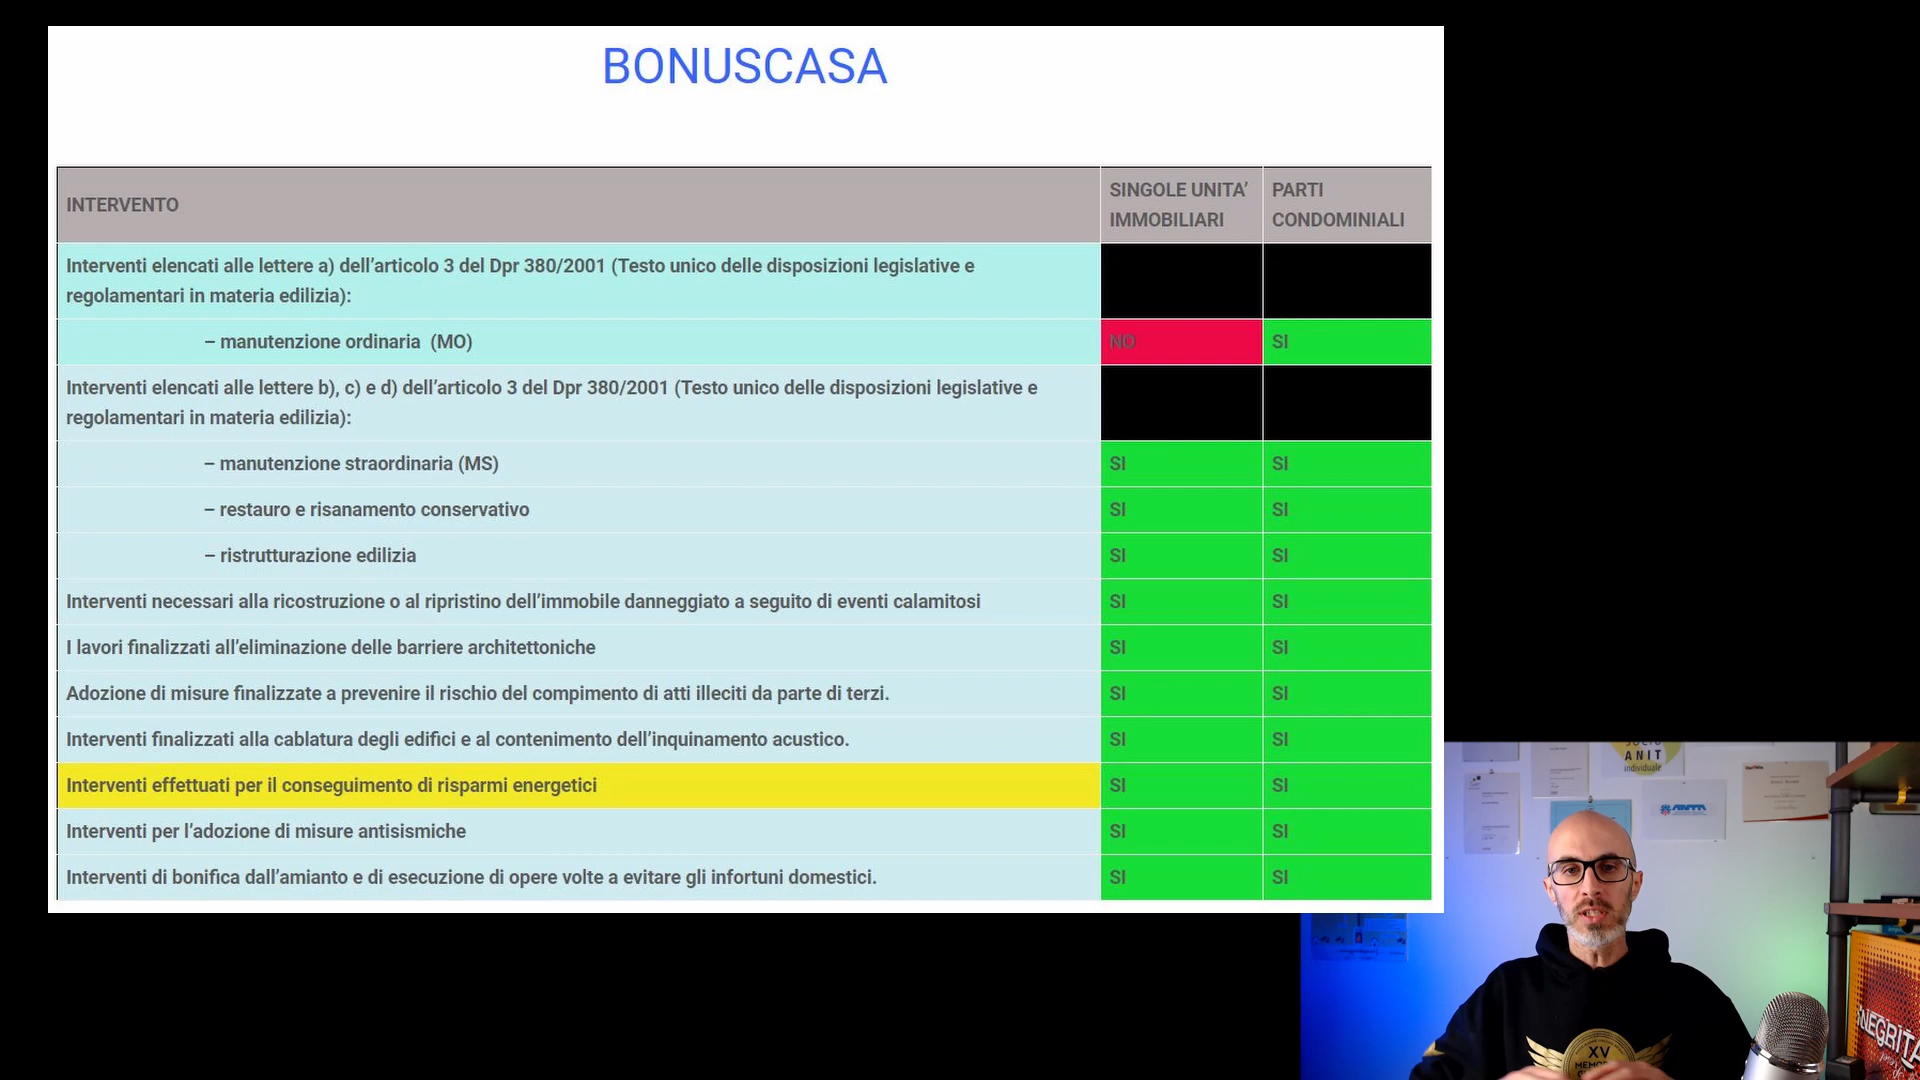 BONUSCASA
INTERVENTO
SINGOLE UNITA’
IMMOBILIARI
PARTI
CONDOMINIALI
Interventi elencati alle lettere a) dell’articolo 3 del Dpr 380/2001 (Testo unico delle disposizioni legislative e
regolamentari in materia edilizia):
– manutenzione ordinaria (MO)
NO
SI
Interventi elencati alle lettere b), c) e d) dell’articolo 3 del Dpr 380/2001 (Testo unico delle disposizioni legislative e
regolamentari in materia edilizia):
– manutenzione straordinaria (MS)
SI
SI
– restauro e risanamento conservativo
SI
SI
– ristrutturazione edilizia
SI
SI
Interventi necessari alla ricostruzione o al ripristino dell’immobile danneggiato a seguito di eventi calamitosi
SI
SI
I lavori finalizzati all’eliminazione delle barriere architettoniche
SI
SI
Adozione di misure finalizzate a prevenire il rischio del compimento di atti illeciti da parte di terzi.
SI
SI
Interventi finalizzati alla cablatura degli edifici e al contenimento dell’inquinamento acustico.
SI
SI
Interventi effettuati per il conseguimento di risparmi energetici
SI
SI
Interventi per l’adozione di misure antisismiche
SI
SI
Interventi di bonifica dall’amianto e di esecuzione di opere volte a evitare gli infortuni domestici.
SI
SI
ANIT
individuale
XV